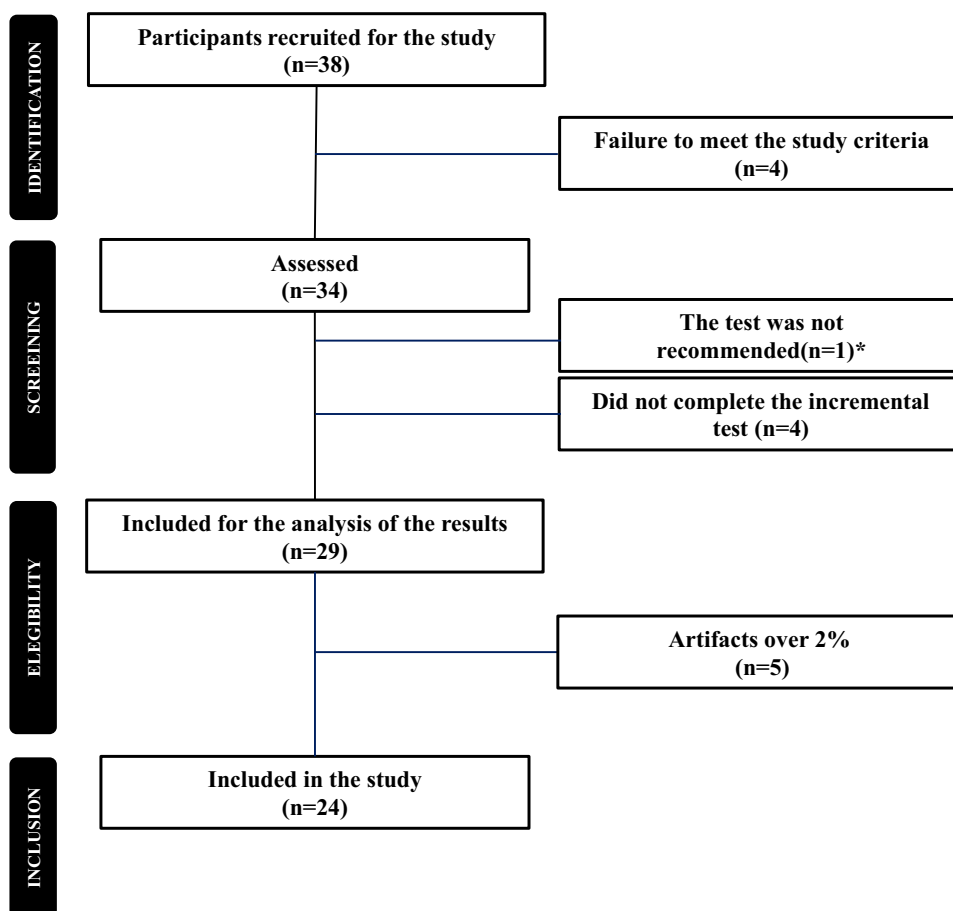 IDENTIFICATION
Participants recruited for the study
(n=38)
Failure to meet the study criteria
(n=4)
SCREEINING
Assessed
(n=34)
The test was not
recommended(n=1)*
Did not complete the incremental
test (n=4)
ELEGIBILITY
Included for the analysis of the results
(n=29)
Artifacts over 2%
(n=5)
INCLUSION
Included in the study
(n=24)